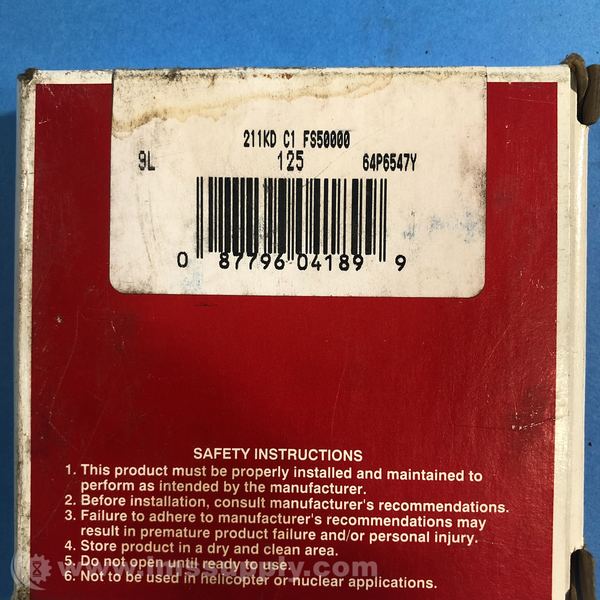 211KD C1 FS50000
9L 125 64P6547Y
0 87796 04189 9
SAFETY INSTRUCTIONS
1. This product must be properly installed and maintained to
perform as intended by the manufacturer.
2. Before installation, consult manufacturer's recommendations.
3. Failure to adhere to manufacturer's recommendations may
result in premature product failure and/or personal injury.
4. Store product in a dry and clean area.
5. Do not open until ready to use.
6. Not to be used in helicopter or nuclear applications.
www.imssupply.com